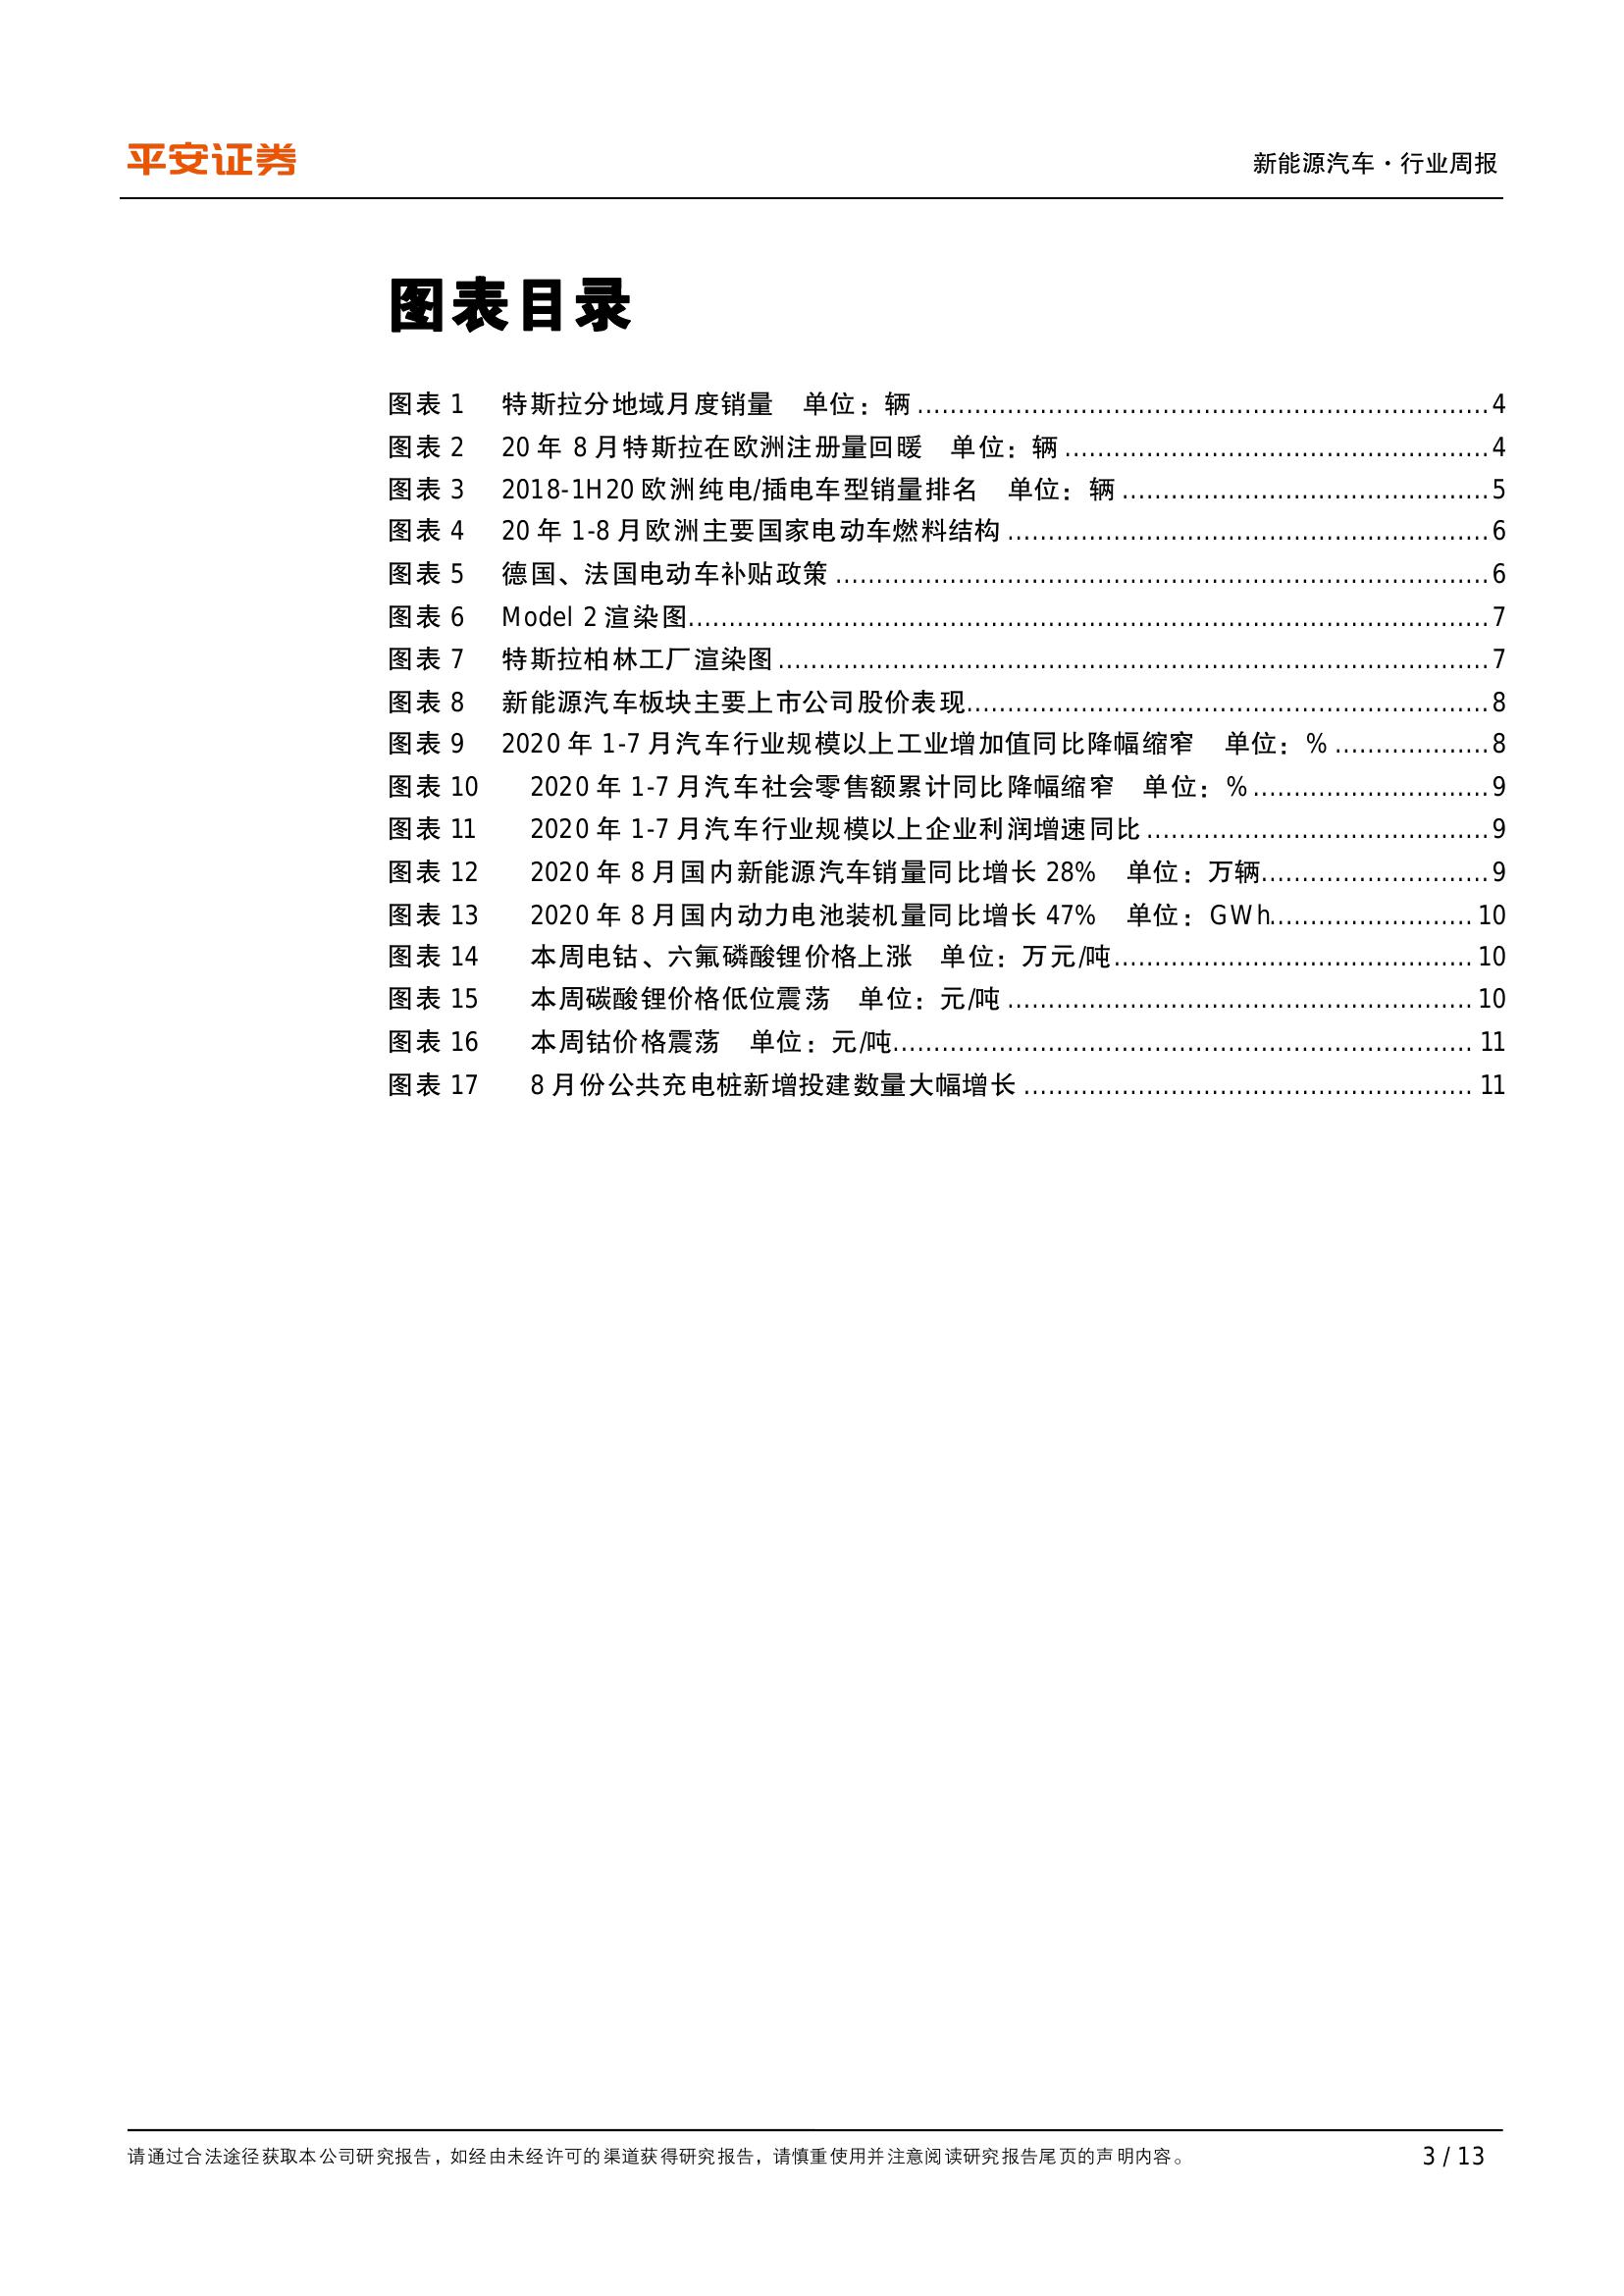 平安证券
新能源汽车·行业周报
图表目录
图表 1 特斯拉分地域月度销量 单位：辆 ........ 4
图表 2 20 年 8 月特斯拉在欧洲注册量回暖 单位：辆 ........ 4
图表 3 2018-1H20 欧洲纯电/插电车型销量排名 单位：辆 ........ 5
图表 4 20 年 1-8 月欧洲主要国家电动车燃料结构 ........ 6
图表 5 德国、法国电动车补贴政策 ........ 6
图表 6 Model 2 渲染图........ 7
图表 7 特斯拉柏林工厂渲染图 ........ 7
图表 8 新能源汽车板块主要上市公司股价表现........ 8
图表 9 2020 年 1-7 月汽车行业规模以上工业增加值同比降幅缩窄 单位：% ........ 8
图表 10 2020 年 1-7 月汽车社会零售额累计同比降幅缩窄 单位：% ........ 9
图表 11 2020 年 1-7 月汽车行业规模以上企业利润增速同比 ........ 9
图表 12 2020 年 8 月国内新能源汽车销量同比增长 28% 单位：万辆........ 9
图表 13 2020 年 8 月国内动力电池装机量同比增长 47% 单位：GWh........ 10
图表 14 本周电钴、六氟磷酸锂价格上涨 单位：万元/吨........ 10
图表 15 本周碳酸锂价格低位震荡 单位：元/吨 ........ 10
图表 16 本周钴价格震荡 单位：元/吨........ 11
图表 17 8 月份公共充电桩新增投建数量大幅增长 ........ 11
请通过合法途径获取本公司研究报告，如经由未经许可的渠道获得研究报告，请慎重使用并注意阅读研究报告尾页的声明内容。
3 / 13